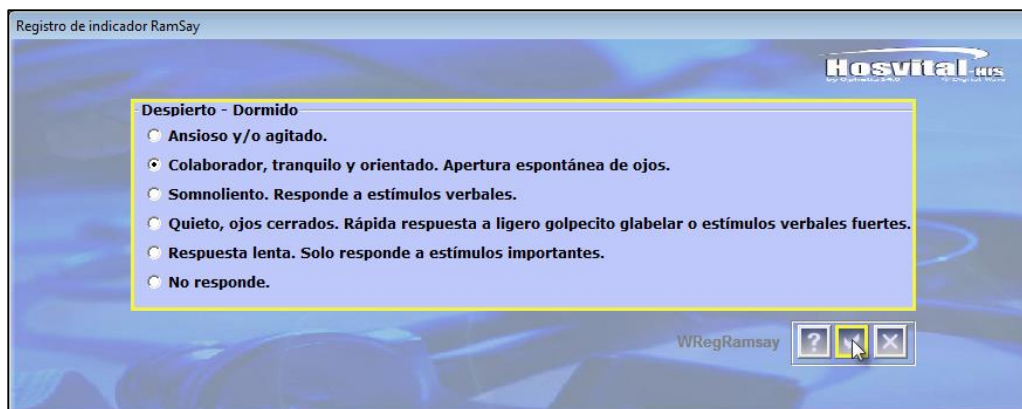 Registro de indicador RamSay
Hosvital-HIS
Despierto - Dormido
Ansioso y/o agitado.
Colaborador, tranquilo y orientado. Apertura espontánea de ojos.
Somnoliento. Responde a estímulos verbales.
Quieto, ojos cerrados. Rápida respuesta a ligero golpecito glabelar o estímulos verbales fuertes.
Respuesta lenta. Solo responde a estímulos importantes.
No responde.
WRegRamsay ?